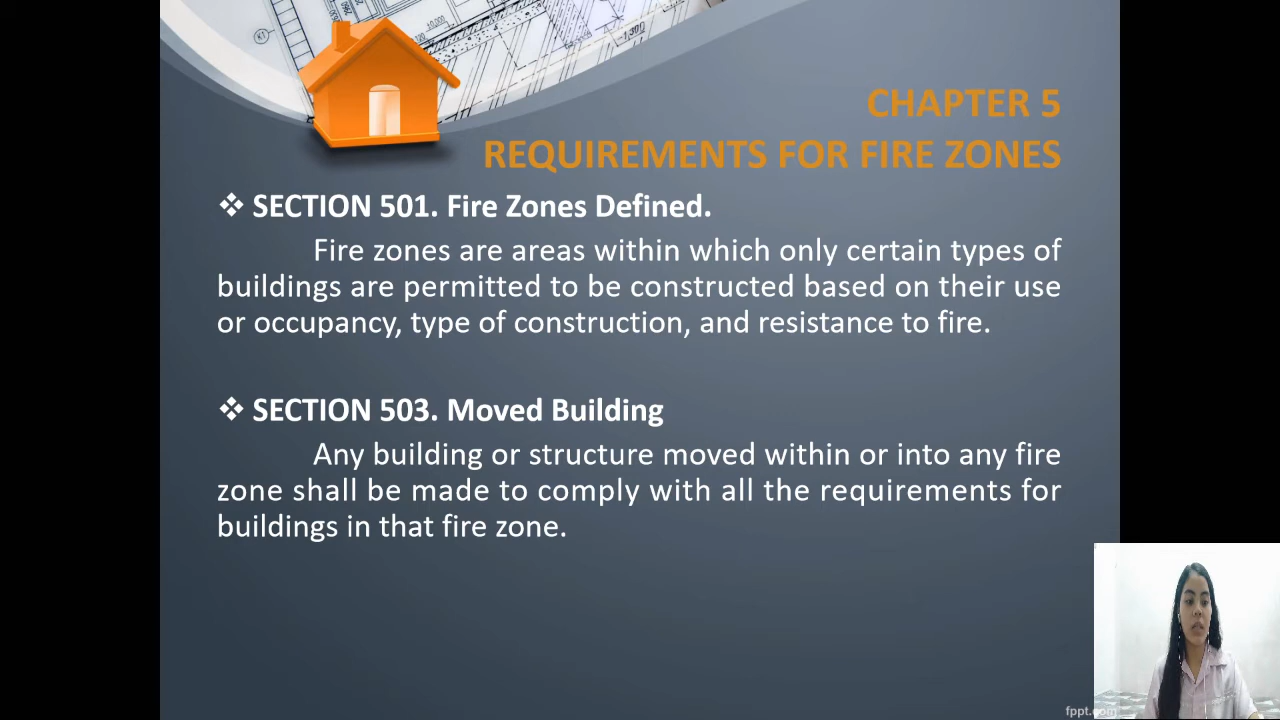 CHAPTER 5
REQUIREMENTS FOR FIRE ZONES
❖ SECTION 501. Fire Zones Defined.
Fire zones are areas within which only certain types of
buildings are permitted to be constructed based on their use
or occupancy, type of construction, and resistance to fire.
❖ SECTION 503. Moved Building
Any building or structure moved within or into any fire
zone shall be made to comply with all the requirements for
buildings in that fire zone.
fppt.com